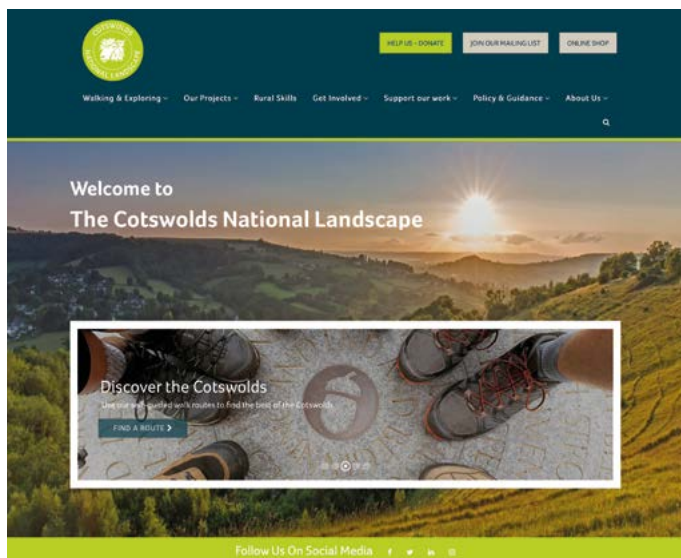 COTSWOLDS
NATIONAL LANDSCAPE
HELP US - DONATE
JOIN OUR MAILING LIST
ONLINE SHOP
Walking & Exploring
Our Projects
Rural Skills
Get Involved
Support our work
Policy & Guidance
About Us
Welcome to
The Cotswolds National Landscape
Discover the Cotswolds
Use our self-guided walk routes to find the best of the Cotswolds
FIND A ROUTE
Follow Us On Social Media